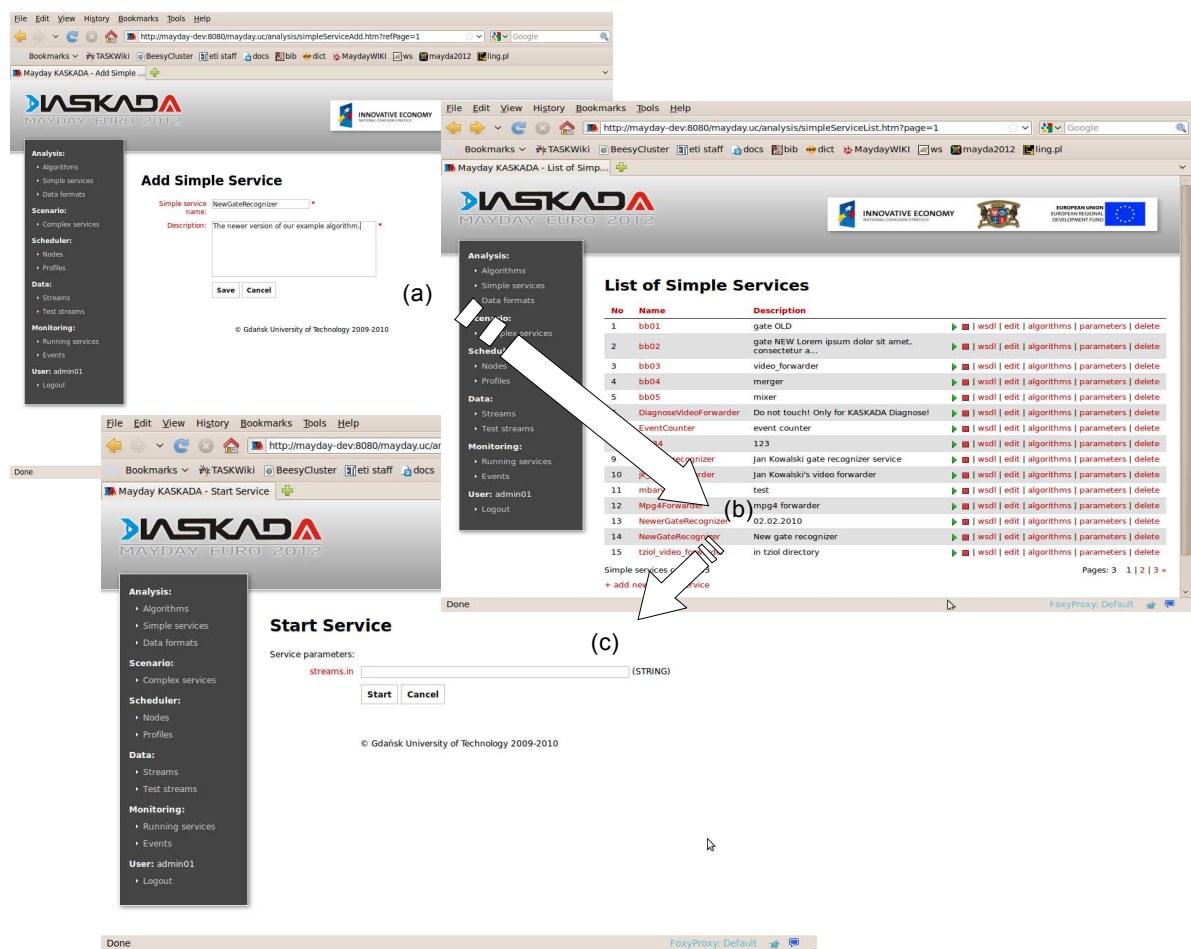 File Edit View History Bookmarks Tools Help
http://mayday-dev:8080/mayday.uc/analysis/simpleServiceAdd.htm?refPage=1
Google
Bookmarks TASKWiki BeesyCluster eti staff docs bib dict MaydayWIKI ws mayda2012 ling.pl
Mayday KASKADA - Add Simple ...
KASKADA
MAYDAY EURO 2012
INNOVATIVE ECONOMY
NATIONAL COHESION STRATEGY
Analysis:
Algorithms
Simple services
Data formats
Scenario:
Complex services
Scheduler:
Nodes
Profiles
Data:
Streams
Test streams
Monitoring:
Running services
Events
User: admin01
Logout
Add Simple Service
Simple service name: NewGateRecognizer *
Description: The newer version of our example algorithm. *
Save Cancel
© Gdańsk University of Technology 2009-2010
Done
(a)
File Edit View History Bookmarks Tools Help
http://mayday-dev:8080/mayday.uc/analysis/simpleServiceList.htm?page=1
Google
Bookmarks TASKWiki BeesyCluster eti staff docs bib dict MaydayWIKI ws mayda2012 ling.pl
Mayday KASKADA - List of Simp...
KASKADA
MAYDAY EURO 2012
INNOVATIVE ECONOMY
NATIONAL COHESION STRATEGY
EUROPEAN UNION
EUROPEAN REGIONAL
DEVELOPMENT FUND
Analysis:
Algorithms
Simple services
Data formats
Complex services
Nodes
Profiles
Data:
Streams
Test streams
Monitoring:
Running services
Events
User: admin01
Logout
List of Simple Services
No Name Description
1 bb01 gate OLD | wsdl | edit | algorithms | parameters | delete
2 bb02 gate NEW Lorem ipsum dolor sit amet, consectetur a... | wsdl | edit | algorithms | parameters | delete
3 bb03 video_forwarder | wsdl | edit | algorithms | parameters | delete
4 bb04 merger | wsdl | edit | algorithms | parameters | delete
5 bb05 mixer | wsdl | edit | algorithms | parameters | delete
DiagnoseVideoForwarder Do not touch! Only for KASKADA Diagnose! | wsdl | edit | algorithms | parameters | delete
EventCounter event counter | wsdl | edit | algorithms | parameters | delete
123 | wsdl | edit | algorithms | parameters | delete
9 Jan Kowalski gate recognizer service | wsdl | edit | algorithms | parameters | delete
10 Jan Kowalski's video forwarder | wsdl | edit | algorithms | parameters | delete
11 test | wsdl | edit | algorithms | parameters | delete
12 Mpg4Forwarder mpg4 forwarder | wsdl | edit | algorithms | parameters | delete
13 NewerGateRecognizer 02.02.2010 | wsdl | edit | algorithms | parameters | delete
14 NewGateRecognizer New gate recognizer | wsdl | edit | algorithms | parameters | delete
15 in tziol directory | wsdl | edit | algorithms | parameters | delete
Simple services
Pages: 3 1 | 2 | 3 »
+ add new service
Done
FoxyProxy: Default
(b)
File Edit View History Bookmarks Tools Help
http://mayday-dev:8080/mayday.uc/ar
Bookmarks TASKWiki BeesyCluster eti staff docs
Mayday KASKADA - Start Service
KASKADA
MAYDAY EURO 2012
Analysis:
Algorithms
Simple services
Data formats
Scenario:
Complex services
Scheduler:
Nodes
Profiles
Data:
Streams
Test streams
Monitoring:
Running services
Events
User: admin01
Logout
Start Service
(c)
Service parameters:
streams.in (STRING)
Start Cancel
© Gdańsk University of Technology 2009-2010
Done
FoxyProxy: Default